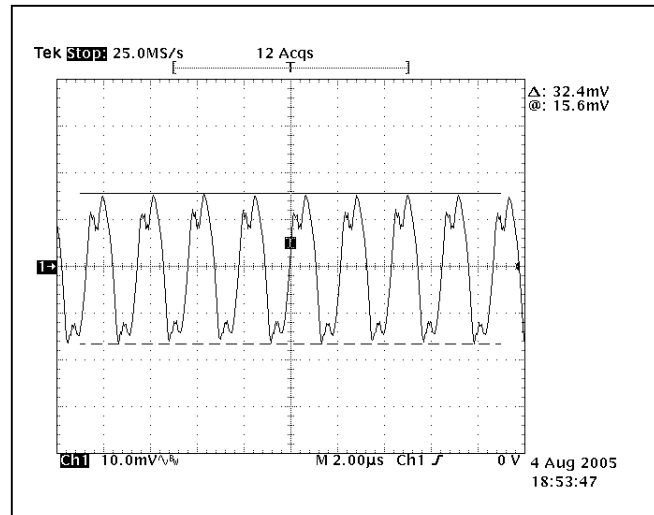 Tek Stop: 25.0MS/s 12 Acqs
[ T ]
Δ: 32.4mV
@: 15.6mV
T
1→
Ch1 10.0mV∿BW M 2.00µs Ch1 ƒ 0 V
4 Aug 2005
18:53:47